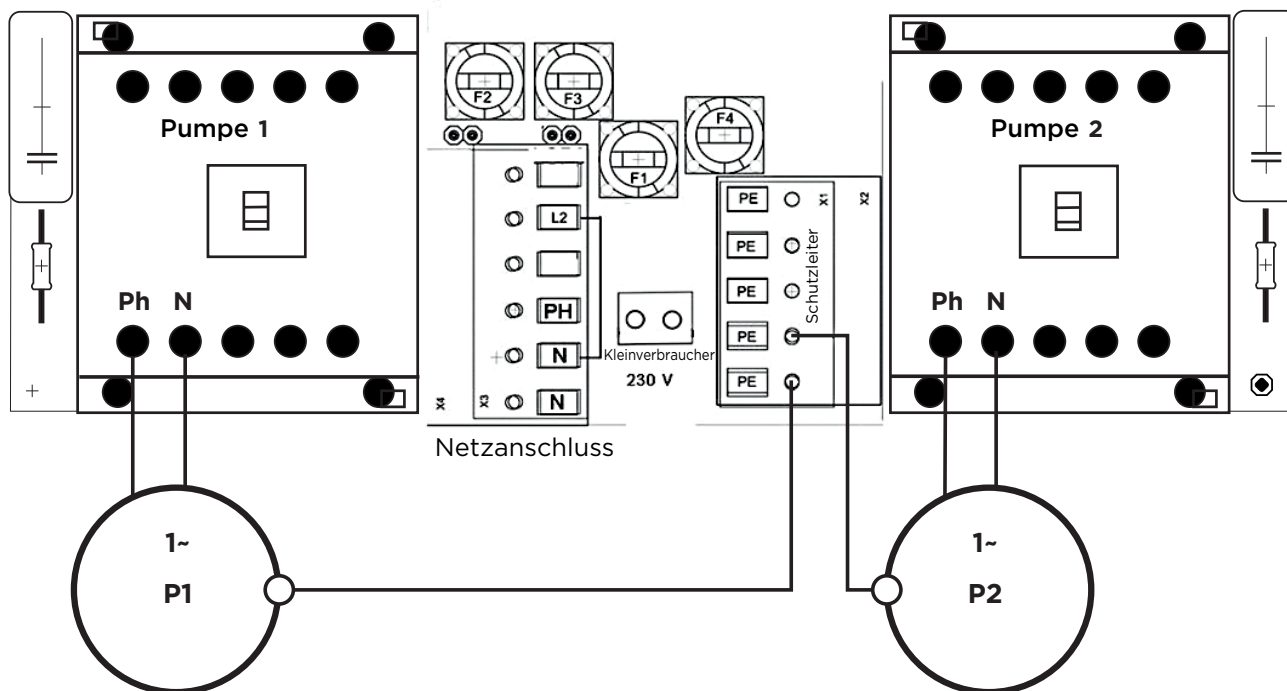 Pumpe 1
Ph N
F2
F3
F1
F4
L2
PH
N
N
X4
X3
Netzanschluss
Kleinverbraucher
230 V
PE
PE
PE
PE
PE
X1
X2
Schutzleiter
Pumpe 2
Ph N
1~
P1
1~
P2